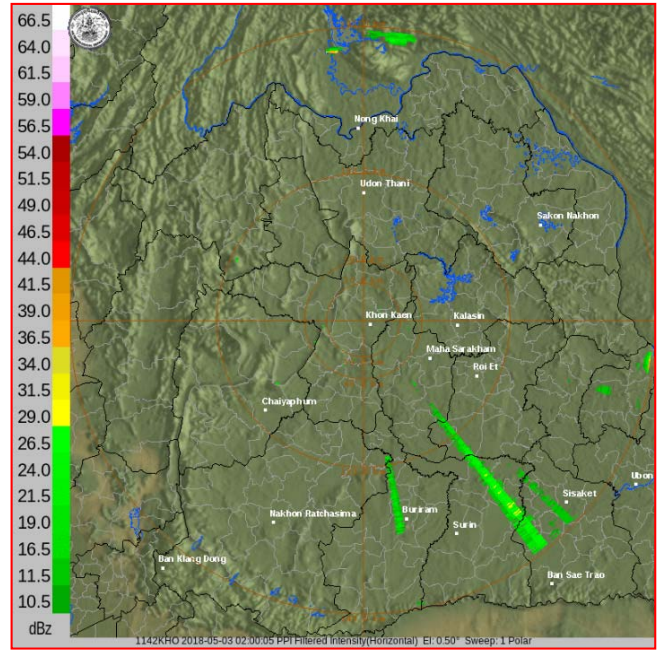 66.5
64.0
61.5
59.0
56.5
54.0
51.5
49.0
46.5
44.0
41.5
39.0
36.5
34.0
31.5
29.0
26.5
24.0
21.5
19.0
16.5
11.5
10.5
dBz
Nong Khai
Udon Thani
Sakon Nakhon
Khon Kaen
Kalasin
Maha Sarakham
Roi Et
Chaiyaphum
Ubon
Sisaket
Nakhon Ratchasima
Buriram
Surin
Ban Klang Dong
Ban Sae Trao
1142KHO 2018-05-03 02:00:05 PPI Filtered Intensity(Horizontal) El: 0.50° Sweep: 1 Polar